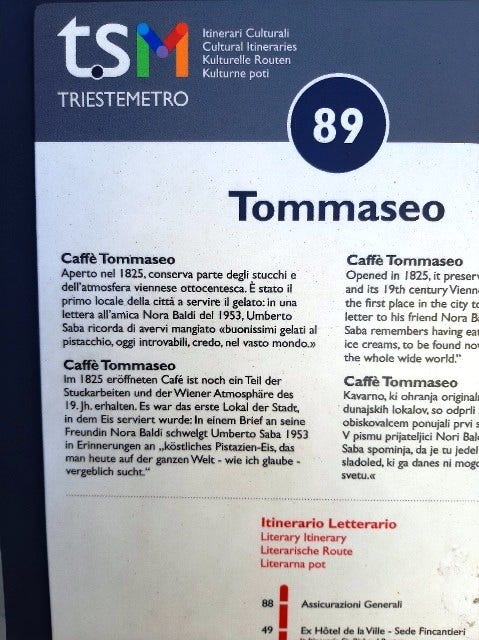 tsM
TRIESTEMETRO
Itinerari Culturali
Cultural Itineraries
Kulturelle Routen
Kulturne poti
89
Tommaseo
Caffè Tommaseo
Aperto nel 1825, conserva parte degli stucchi e
dell'atmosfera viennese ottocentesca. È stato il
primo locale della città a servire il gelato: in una
lettera all'amica Nora Baldi del 1953, Umberto
Saba ricorda di avervi mangiato «buonissimi gelati al
pistacchio, oggi introvabili, credo, nel vasto mondo.»
Caffè Tommaseo
Im 1825 eröffneten Café ist noch ein Teil der
Stuckarbeiten und der Wiener Atmosphäre des
19. Jh. erhalten. Es war das erste Lokal der Stadt,
in dem Eis serviert wurde: In einem Brief an seine
Freundin Nora Baldi schwelgt Umberto Saba 1953
in Erinnerungen an „köstliches Pistazien-Eis, das
man heute auf der ganzen Welt - wie ich glaube -
vergeblich sucht.“
Caffè Tommaseo
Opened in 1825, it preserv
and its 19th century Vienn
the first place in the city to
letter to his friend Nora B
Saba remembers having eat
ice creams, to be found now
the whole wide world."
Caffè Tommaseo
Kavarno, ki ohranja original
dunajskih lokalov, so odprli
obiskovalcem ponujali prvi s
V pismu prijateljici Nori Bal
Saba spominja, da je tu jedel
sladoled, ki ga danes ni mogo
svetu.«
Itinerario Letterario
Literary Itinerary
Literarische Route
Literarna pot
88 Assicurazioni Generali
49 Ex Hôtel de la Ville - Sede Fincantieri